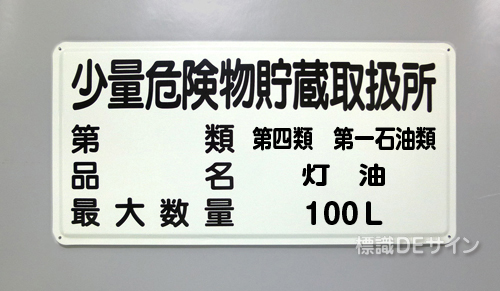 少量危険物貯蔵取扱所
第類 第四類 第一石油類
品名 灯油
最大数量 100L
標識DEサイン